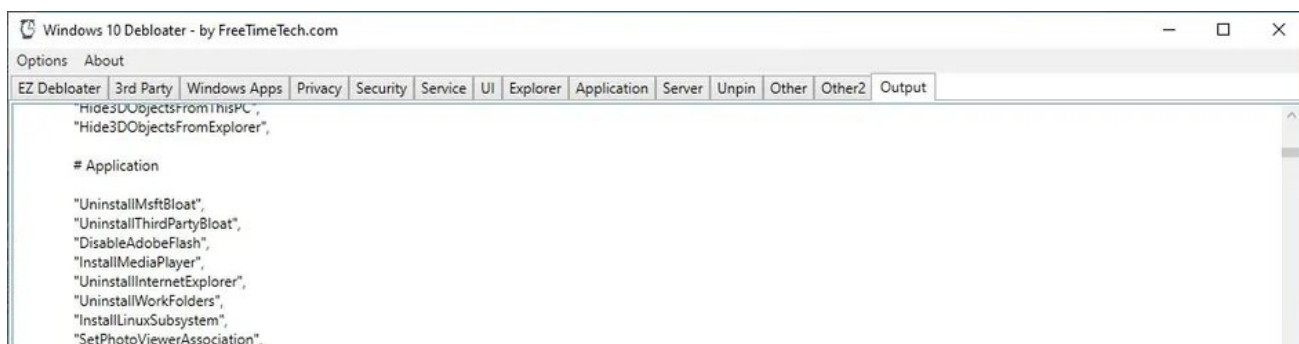 Windows 10 Debloater - by FreeTimeTech.com
Options About
EZ Debloater 3rd Party Windows Apps Privacy Security Service UI Explorer Application Server Unpin Other Other2 Output
"Hide3DObjectsFromThisPC",
"Hide3DObjectsFromExplorer",
# Application
"UninstallMsftBloat",
"UninstallThirdPartyBloat",
"DisableAdobeFlash",
"InstallMediaPlayer",
"UninstallInternetExplorer",
"UninstallWorkFolders",
"InstallLinuxSubsystem",
"SetPhotoViewerAssociation",